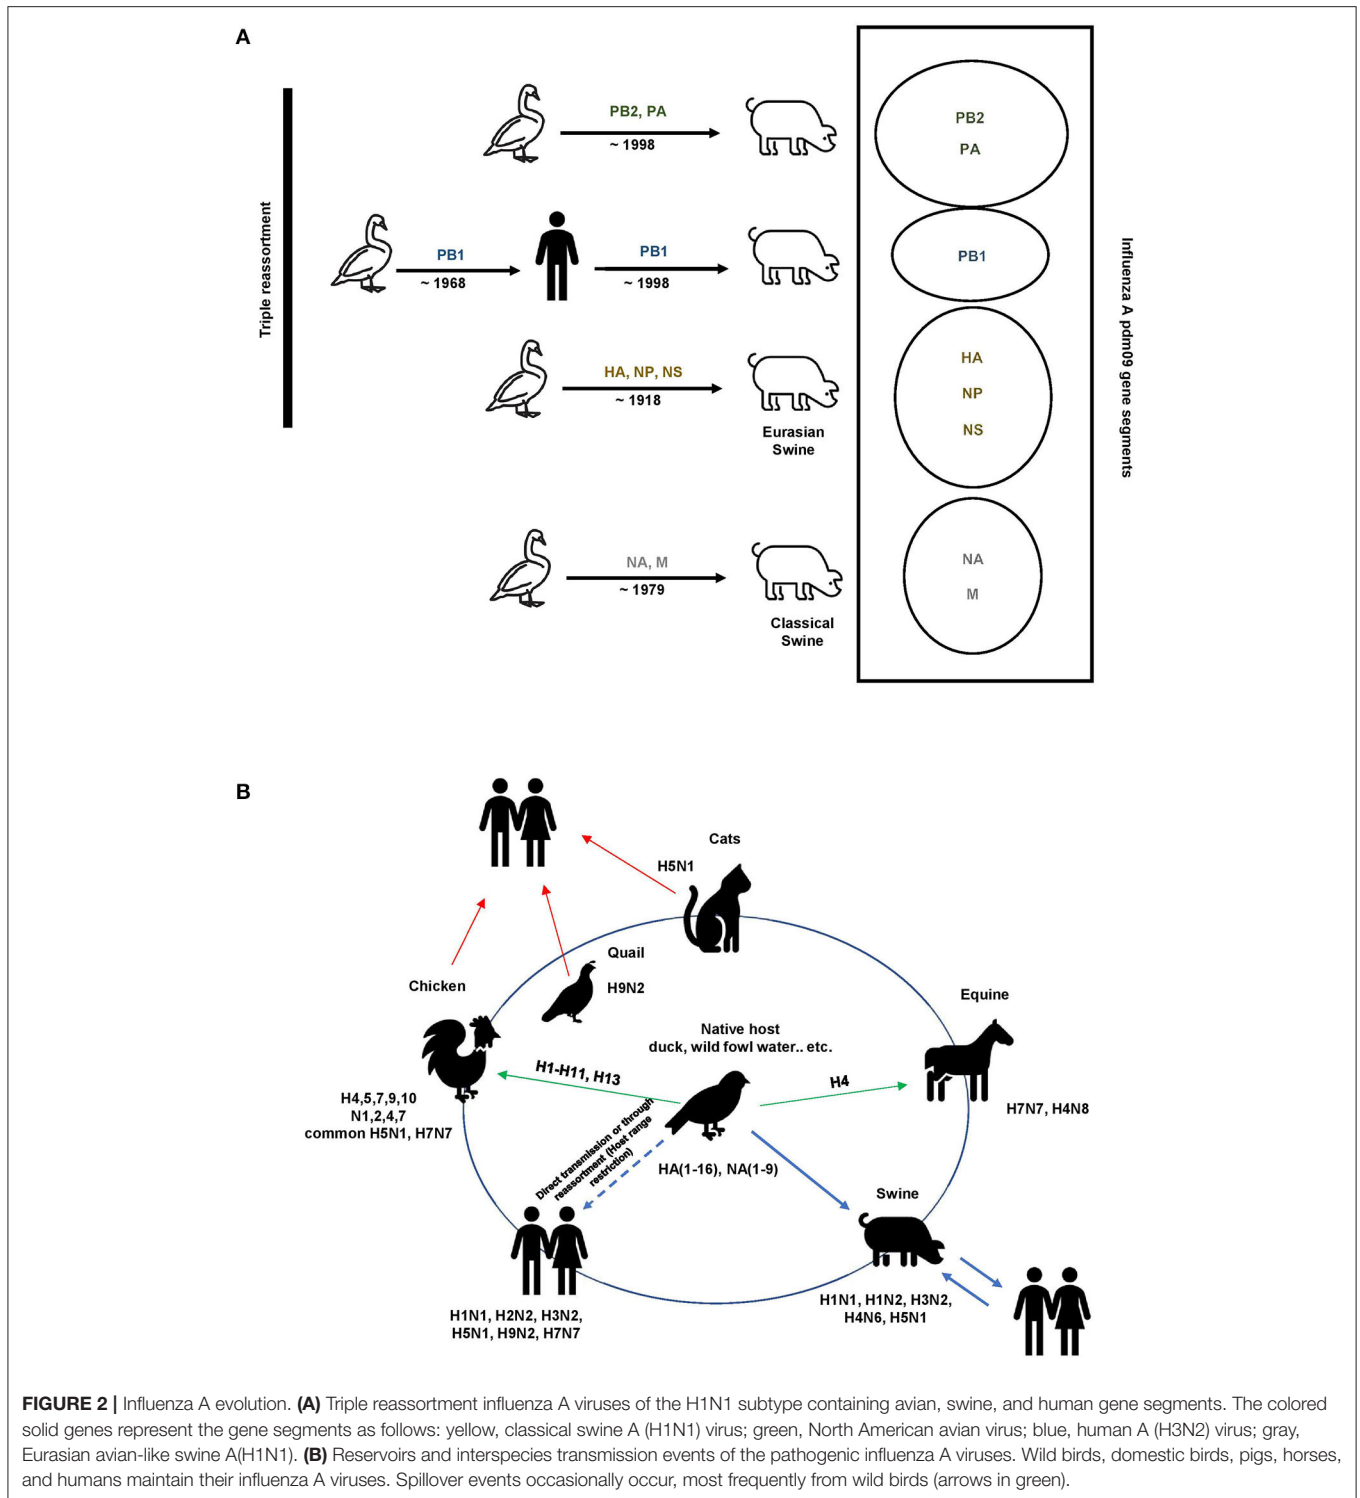 A
PB2, PA
~ 1998
PB2
PA
Triple reassortment
PB1
~ 1968
PB1
~ 1998
PB1
Influenza A pdm09 gene segments
HA, NP, NS
~ 1918
Eurasian
Swine
HA
NP
NS
NA, M
~ 1979
Classical
Swine
NA
M
B
Cats
H5N1
Quail
H9N2
Chicken
Equine
Native host
duck, wild fowl water.. etc.
H1-H11, H13
H4
H4,5,7,9,10
N1,2,4,7
common H5N1, H7N7
H7N7, H4N8
Direct transmission or through
reassortment (Host range
restriction)
HA(1-16), NA(1-9)
Swine
H1N1, H2N2, H3N2,
H5N1, H9N2, H7N7
H1N1, H1N2, H3N2,
H4N6, H5N1
FIGURE 2 | Influenza A evolution. (A) Triple reassortment influenza A viruses of the H1N1 subtype containing avian, swine, and human gene segments. The colored
solid genes represent the gene segments as follows: yellow, classical swine A (H1N1) virus; green, North American avian virus; blue, human A (H3N2) virus; gray,
Eurasian avian-like swine A(H1N1). (B) Reservoirs and interspecies transmission events of the pathogenic influenza A viruses. Wild birds, domestic birds, pigs, horses,
and humans maintain their influenza A viruses. Spillover events occasionally occur, most frequently from wild birds (arrows in green).